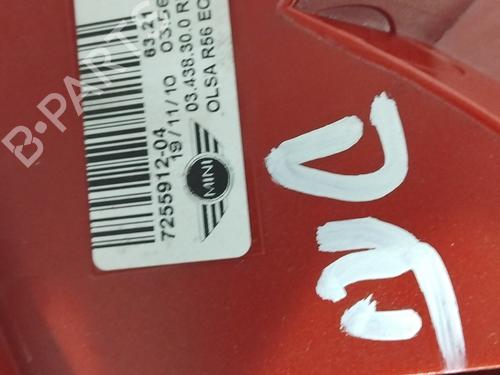 63.21
03.56
03.438.30.0 R
OLSA R56 EC
7255912-04
19/11/10
MINI
B-PARTS